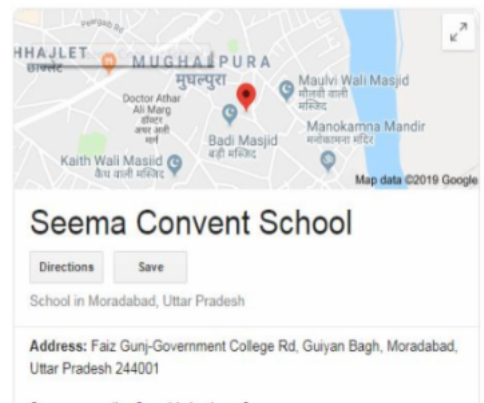 HHAJLET
छाजलैट
MUGHALPURA
मुघल्पुरा
Doctor Athar
Ali Marg
डॉक्टर
अथर अली
मार्ग
Maulvi Wali Masjid
मौलवी वाली
मस्जिद
Badi Masjid
बड़ी मस्जिद
Manokamna Mandir
मनोकामना मंदिर
Kaith Wali Masjid
कैथ वाली मस्जिद
Map data ©2019 Google
Seema Convent School
Directions Save
School in Moradabad, Uttar Pradesh
Address: Faiz Gunj-Government College Rd, Guiyan Bagh, Moradabad,
Uttar Pradesh 244001